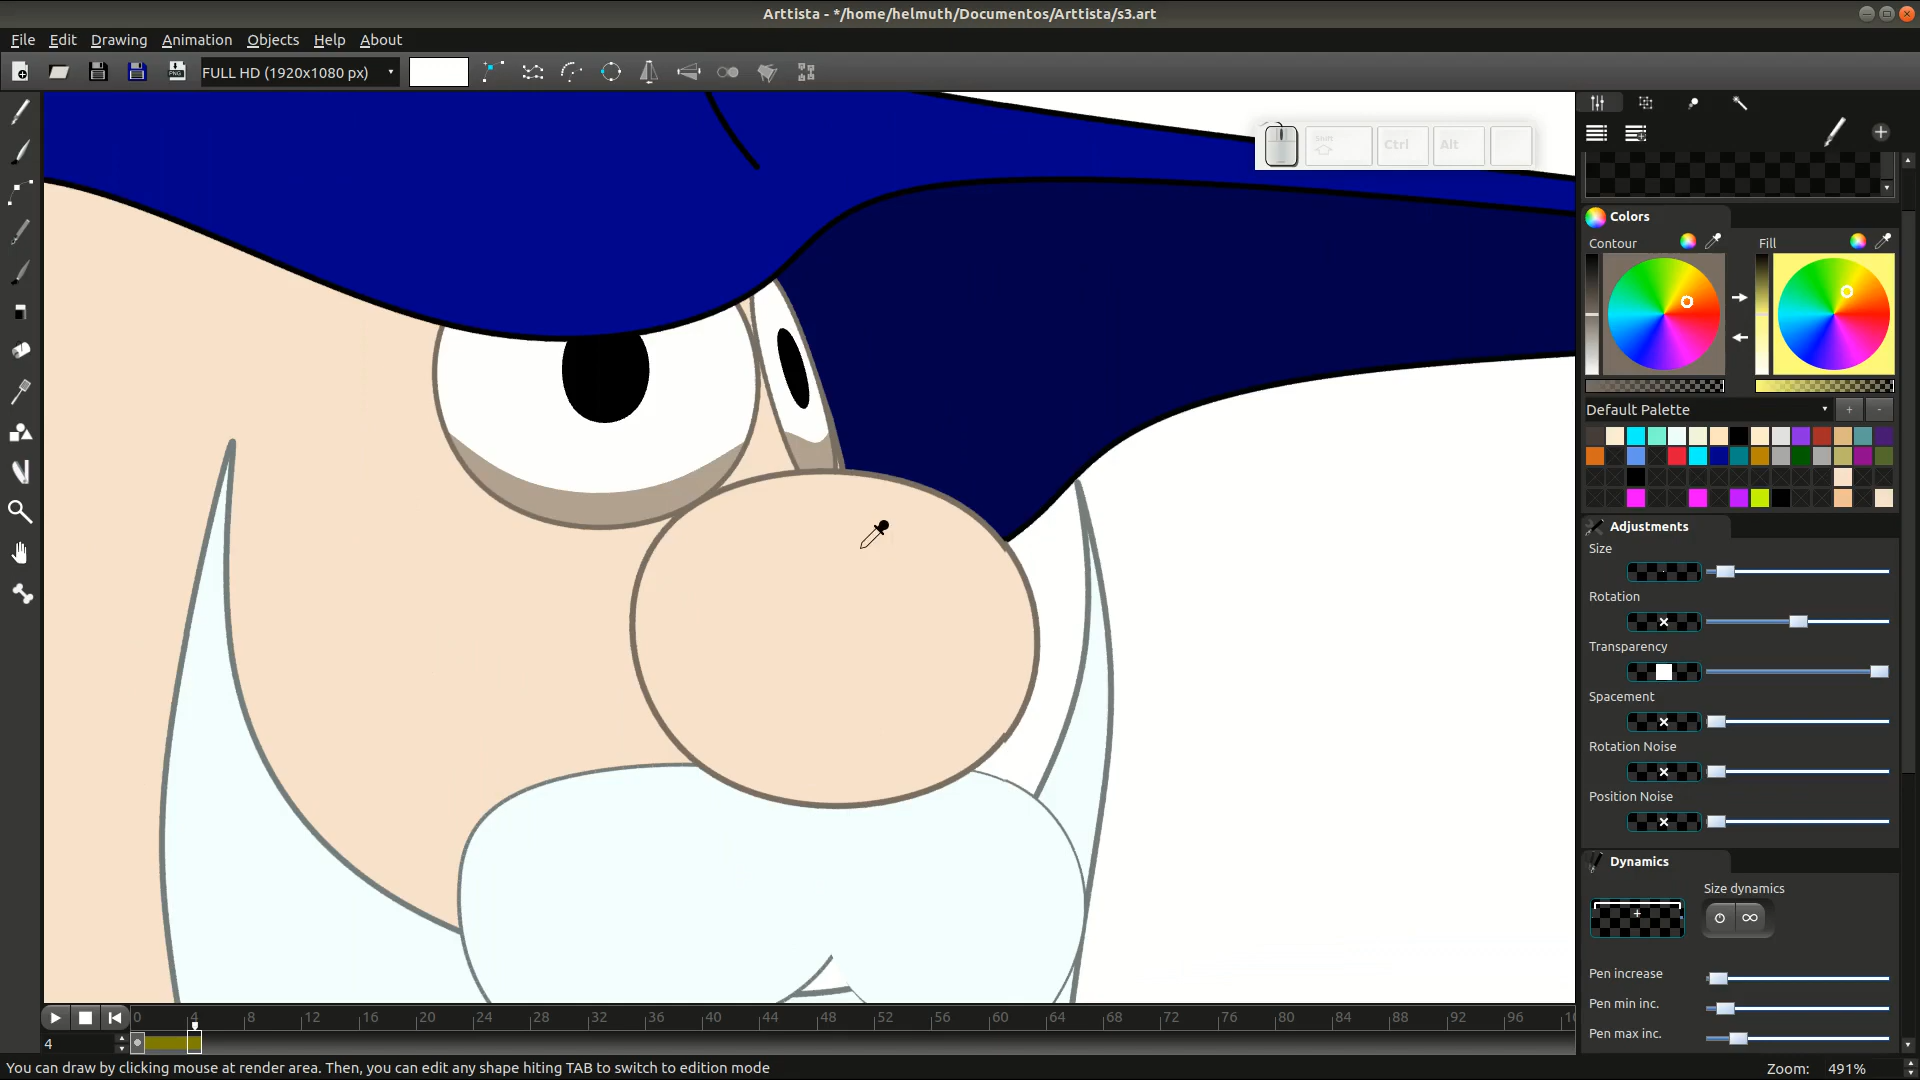 Arttista - */home/helmuth/Documentos/Arttista/s3.art
File Edit Drawing Animation Objects Help About
FULL HD (1920x1080 px)
Shift Ctrl Alt
Colors
Contour Fill
Default Palette + -
Adjustments
Size
Rotation
Transparency
Spacement
Rotation Noise
Position Noise
Dynamics
Size dynamics
Pen increase
Pen min inc.
Pen max inc.
0 4 8 12 16 20 24 28 32 36 40 44 48 52 56 60 64 68 72 76 80 84 88 92 96 10
4
You can draw by clicking mouse at render area. Then, you can edit any shape hiting TAB to switch to edition mode
Zoom: 491%